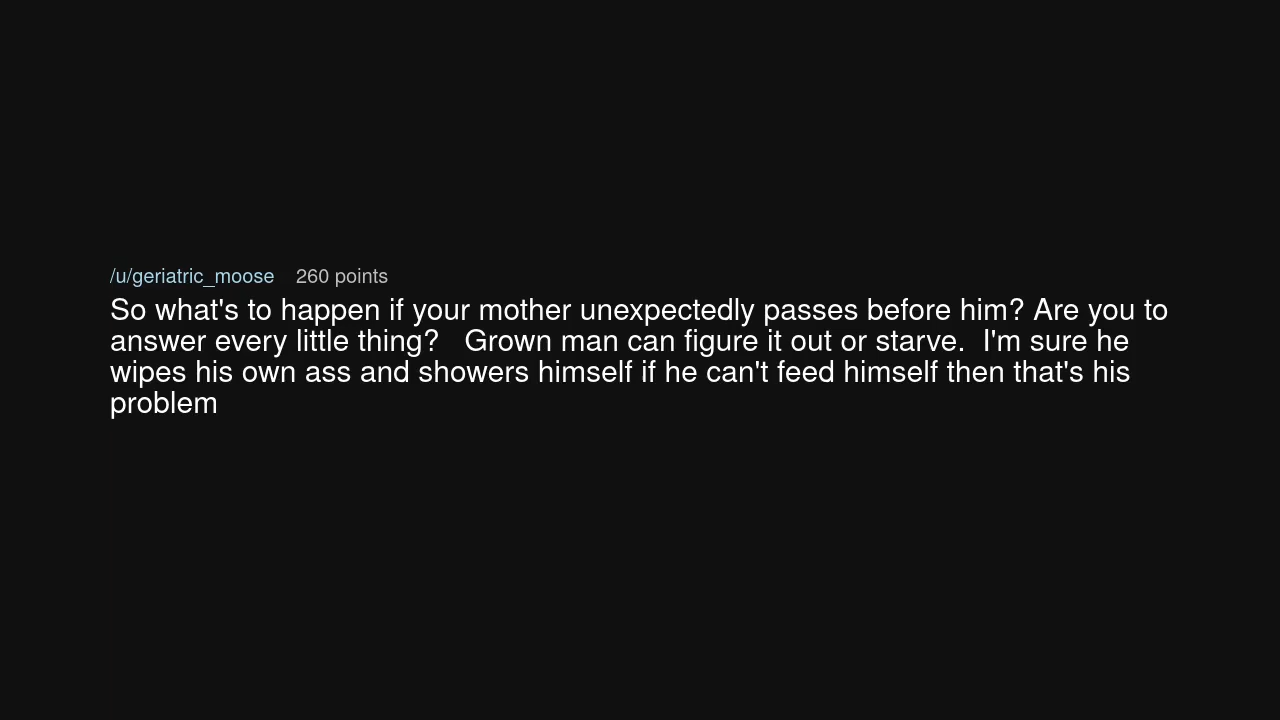 /u/geriatric_moose 260 points
So what's to happen if your mother unexpectedly passes before him? Are you to
answer every little thing?   Grown man can figure it out or starve.  I'm sure he
wipes his own ass and showers himself if he can't feed himself then that's his
problem